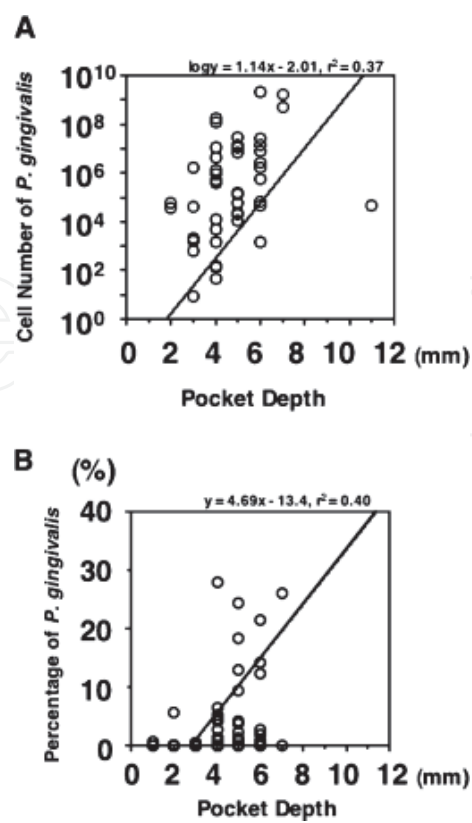 A
logy = 1.14x - 2.01, r² = 0.37
Cell Number of P. gingivalis
10¹⁰
10⁸
10⁶
10⁴
10²
10⁰
0 2 4 6 8 10 12 (mm)
Pocket Depth
B (%)
y = 4.69x - 13.4, r² = 0.40
Percentage of P. gingivalis
40
30
20
10
0
0 2 4 6 8 10 12 (mm)
Pocket Depth